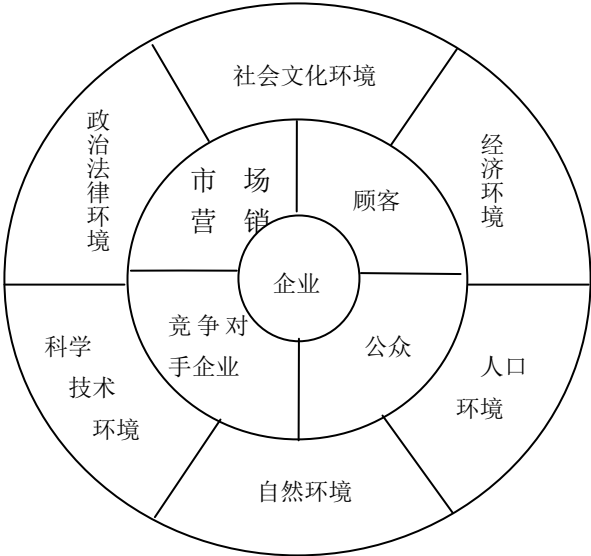 社会文化环境
政治法律环境
经济环境
市 场
营 销
顾客
企业
竞争对
手企业
公众
科学
技术
环境
人口
环境
自然环境